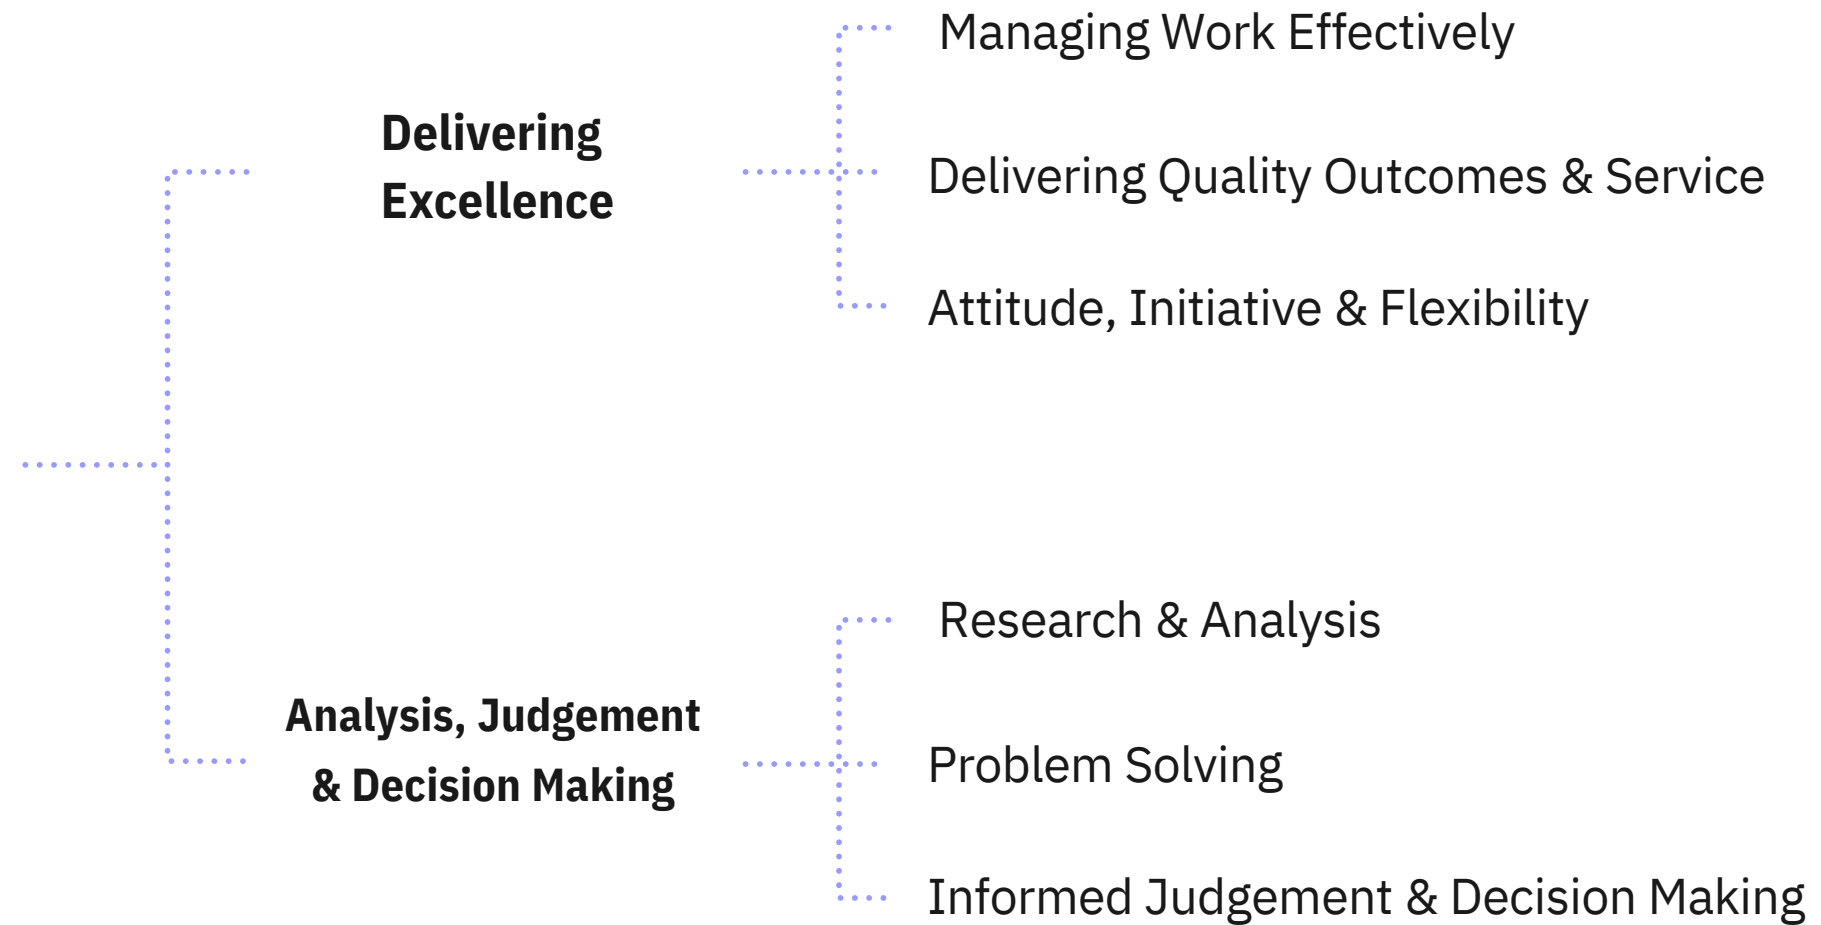 Delivering
Excellence
Managing Work Effectively
Delivering Quality Outcomes & Service
Attitude, Initiative & Flexibility
Analysis, Judgement
& Decision Making
Research & Analysis
Problem Solving
Informed Judgement & Decision Making